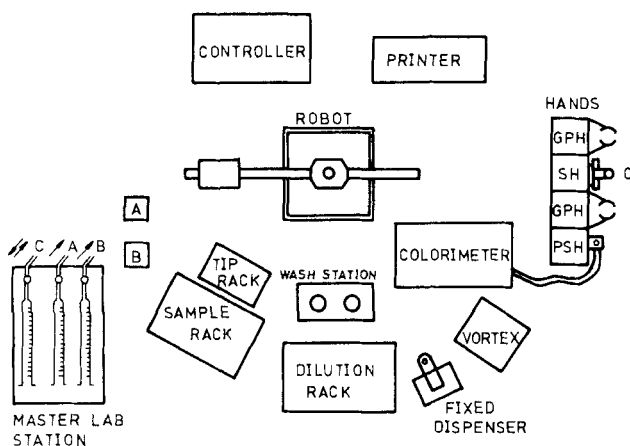 CONTROLLER
PRINTER
HANDS
ROBOT
GPH
SH
C
GPH
PSH
A
B
C A B
COLORIMETER
TIP
RACK
WASH STATION
SAMPLE
RACK
VORTEX
DILUTION
RACK
FIXED
DISPENSER
MASTER LAB
STATION